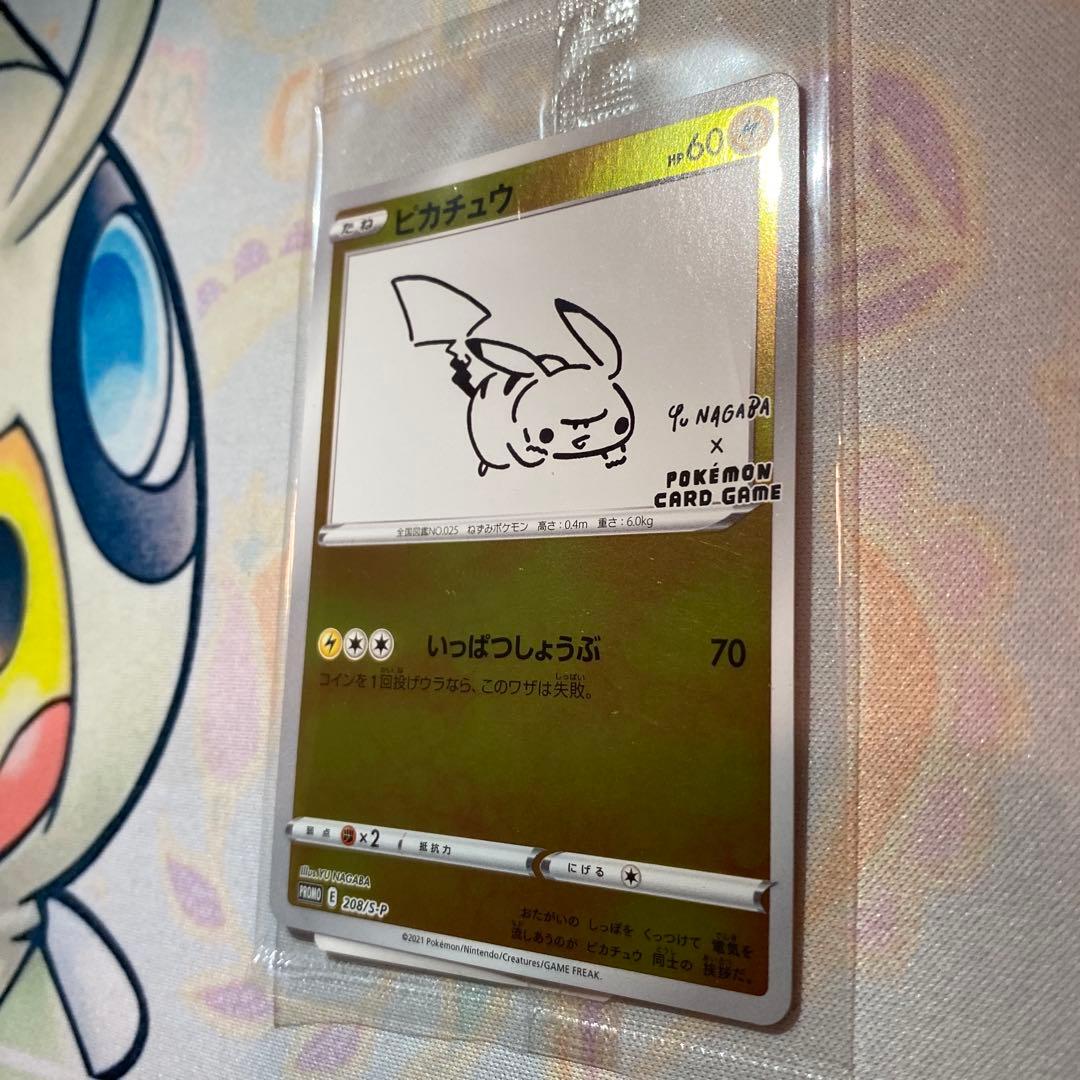 たね ピカチュウ HP60
Yu NAGABA
×
POKÉMON
CARD GAME
全国図鑑NO.025 ねずみポケモン 高さ:0.4m 重さ:6.0kg
いっぱつしょうぶ 70
コインを1回投げウラなら、このワザは失敗。
弱点 ×2 抵抗力 にげる
illus.YU NAGABA
PROMO E 208/S-P
おたがいの しっぽを くっつけて 電気を
流しあうのが ピカチュウ 同士の 挨拶だ。
©2021 Pokémon/Nintendo/Creatures/GAME FREAK.